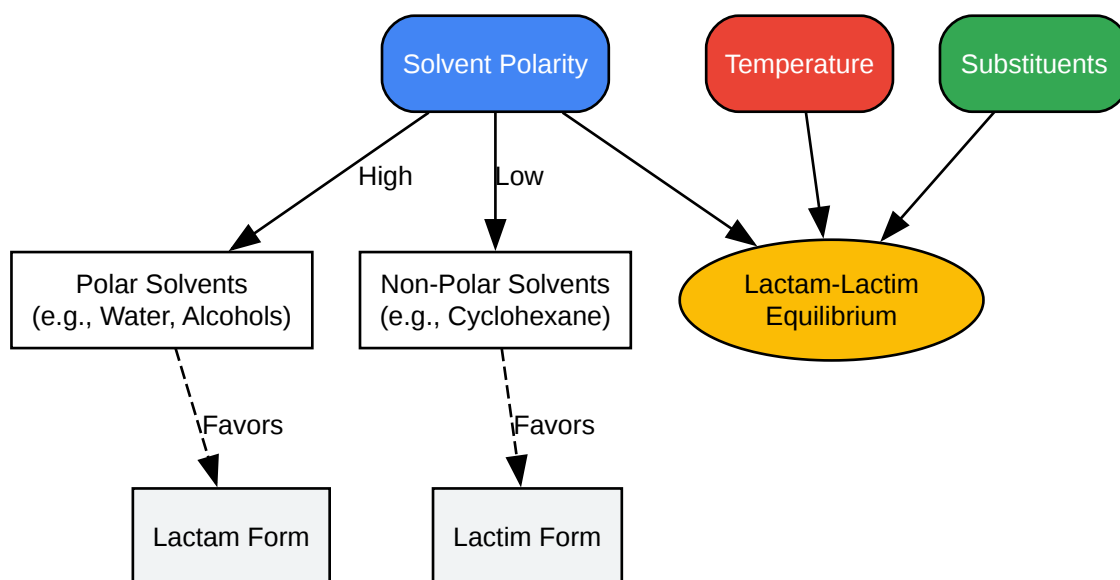 Solvent Polarity
Temperature
Substituents
High
Low
Polar Solvents
(e.g., Water, Alcohols)
Non-Polar Solvents
(e.g., Cyclohexane)
Lactam-Lactim
Equilibrium
Favors
Favors
Lactam Form
Lactim Form